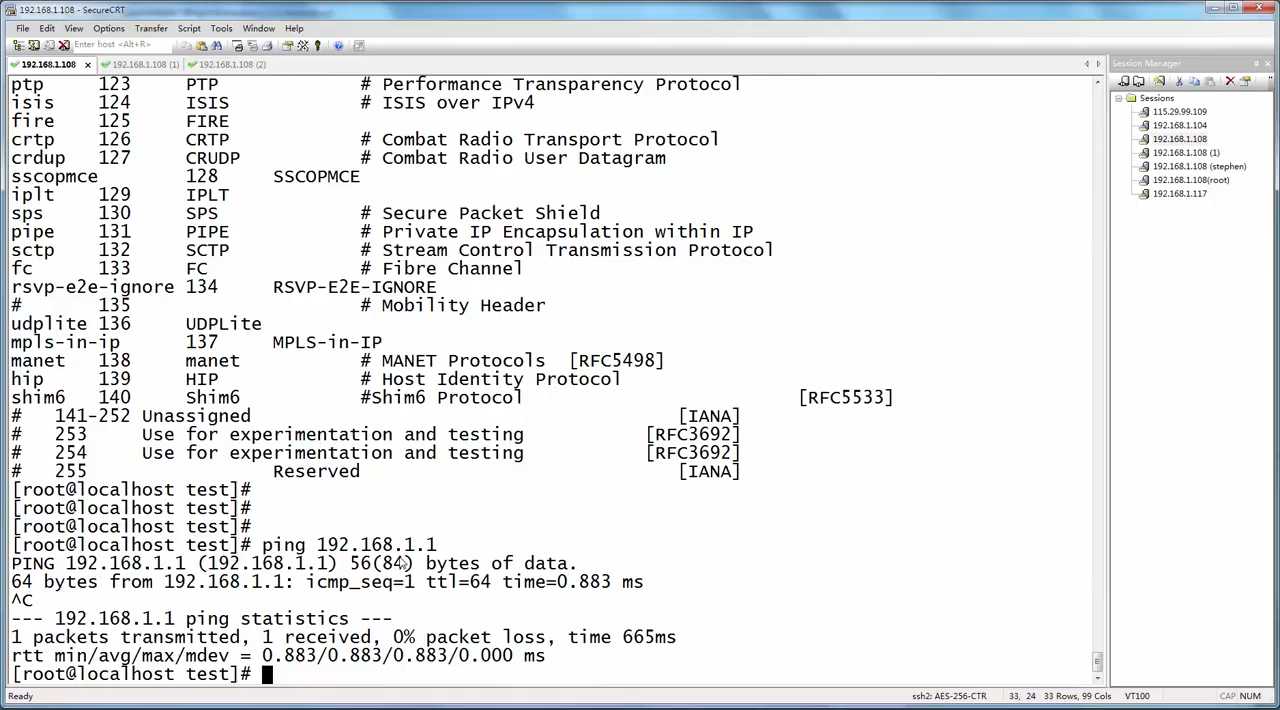 192.168.1.108 - SecureCRT
File Edit View Options Transfer Script Tools Window Help
Enter host <Alt+R>
192.168.1.108 x 192.168.1.108 (1) 192.168.1.108 (2)
ptp 123 PTP # Performance Transparency Protocol
isis 124 ISIS # ISIS over IPv4
fire 125 FIRE
crtp 126 CRTP # Combat Radio Transport Protocol
crdup 127 CRUDP # Combat Radio User Datagram
sscopmce 128 SSCOPMCE
iplt 129 IPLT
sps 130 SPS # Secure Packet Shield
pipe 131 PIPE # Private IP Encapsulation within IP
sctp 132 SCTP # Stream Control Transmission Protocol
fc 133 FC # Fibre Channel
rsvp-e2e-ignore 134 RSVP-E2E-IGNORE
# 135 # Mobility Header
udplite 136 UDPLite
mpls-in-ip 137 MPLS-in-IP
manet 138 manet # MANET Protocols [RFC5498]
hip 139 HIP # Host Identity Protocol
shim6 140 Shim6 #Shim6 Protocol [RFC5533]
# 141-252 Unassigned [IANA]
# 253 Use for experimentation and testing [RFC3692]
# 254 Use for experimentation and testing [RFC3692]
# 255 Reserved [IANA]
[root@localhost test]#
[root@localhost test]#
[root@localhost test]#
[root@localhost test]# ping 192.168.1.1
PING 192.168.1.1 (192.168.1.1) 56(84) bytes of data.
64 bytes from 192.168.1.1: icmp_seq=1 ttl=64 time=0.883 ms
^C
--- 192.168.1.1 ping statistics ---
1 packets transmitted, 1 received, 0% packet loss, time 665ms
rtt min/avg/max/mdev = 0.883/0.883/0.883/0.000 ms
[root@localhost test]#
Session Manager
Sessions
115.29.99.109
192.168.1.104
192.168.1.108
192.168.1.108 (1)
192.168.1.108 (stephen)
192.168.1.108(root)
192.168.1.117
Ready ssh2: AES-256-CTR 33, 24 33 Rows, 99 Cols VT100 CAP NUM